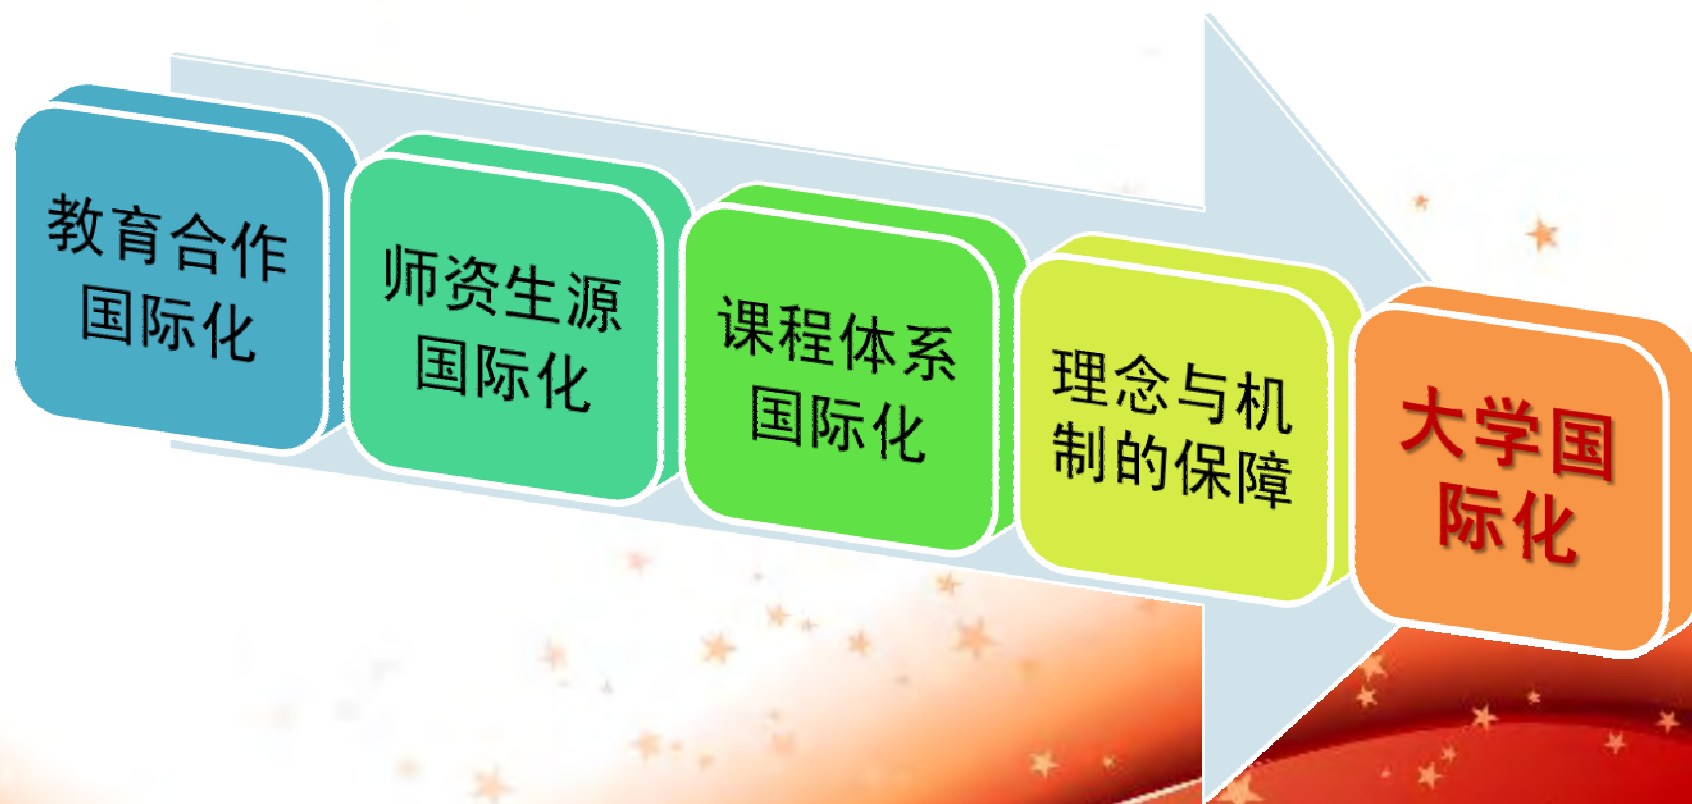 教育合作
国际化
师资生源
国际化
课程体系
国际化
理念与机
制的保障
大学国
际化